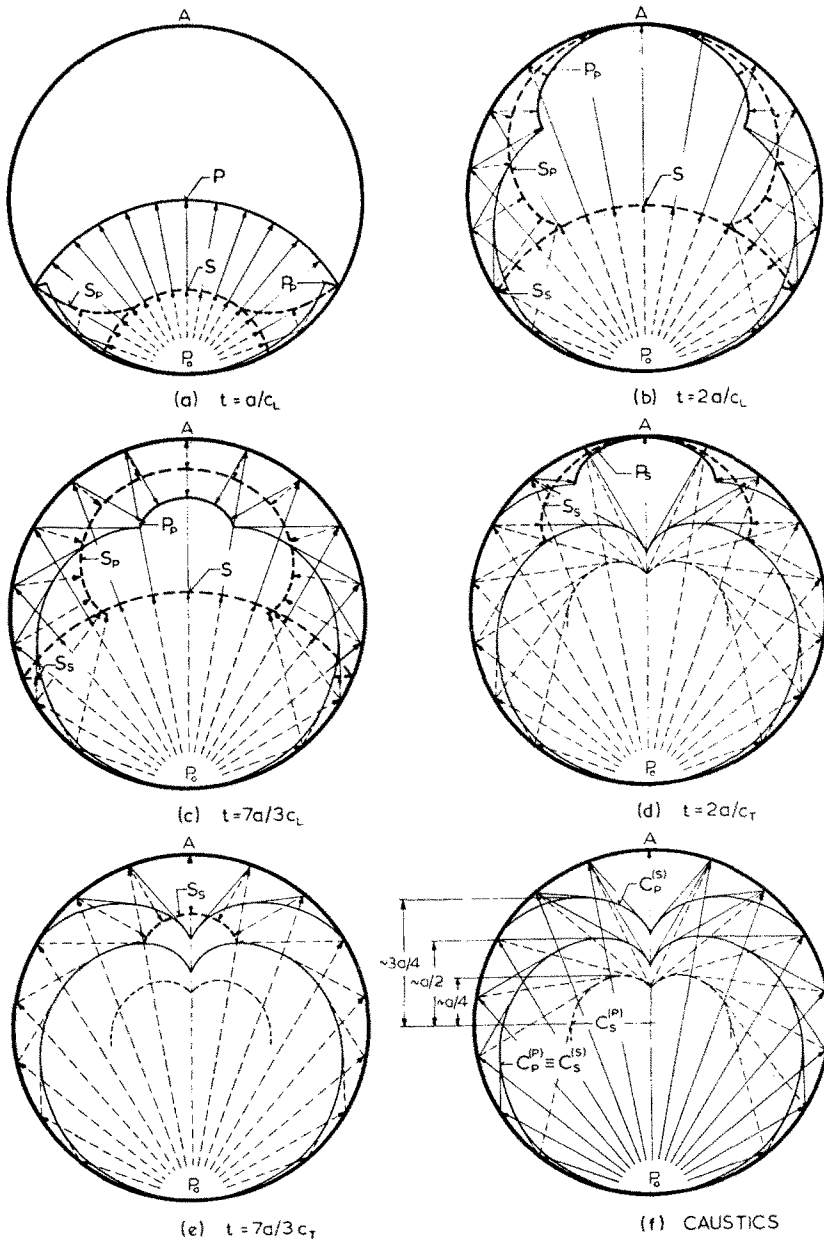 A
P
S
S_P
P_P
P_o
(a) t = a/c_L
A
P_P
S_P
S
S_S
P_o
(b) t = 2a/c_L
A
P_P
S_P
S
S_S
P_o
(c) t = 7a/3c_L
A
P_S
S_S
P_o
(d) t = 2a/c_T
A
S_S
P_o
(e) t = 7a/3c_T
A
C_P^(S)
~3a/4
~a/2
~a/4
C_S^(P)
C_P^(P) ≡ C_S^(S)
P_o
(f) CAUSTICS